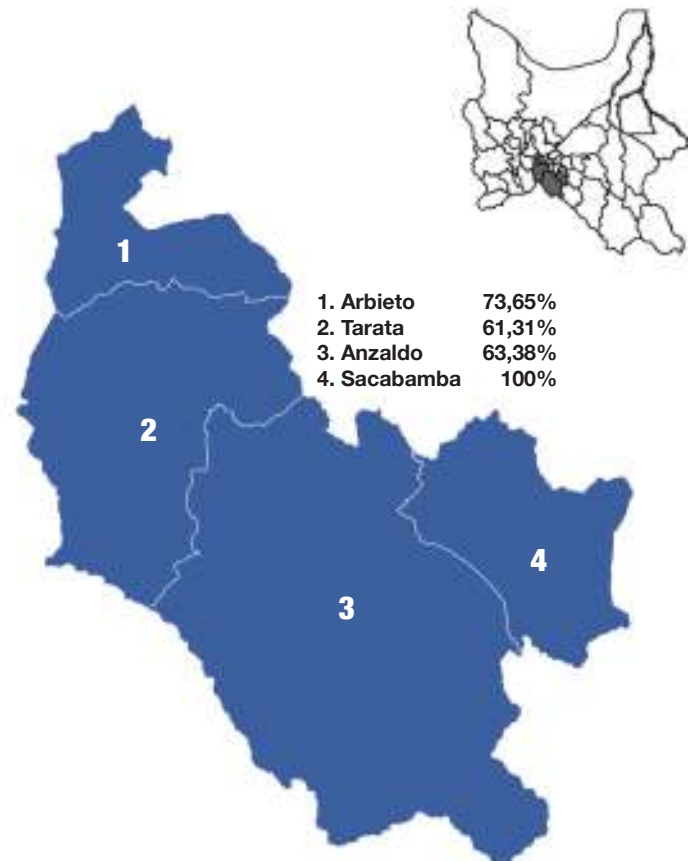 1
1. Arbieto 73,65%
2. Tarata 61,31%
3. Anzaldo 63,38%
4. Sacabamba 100%
2
4
3